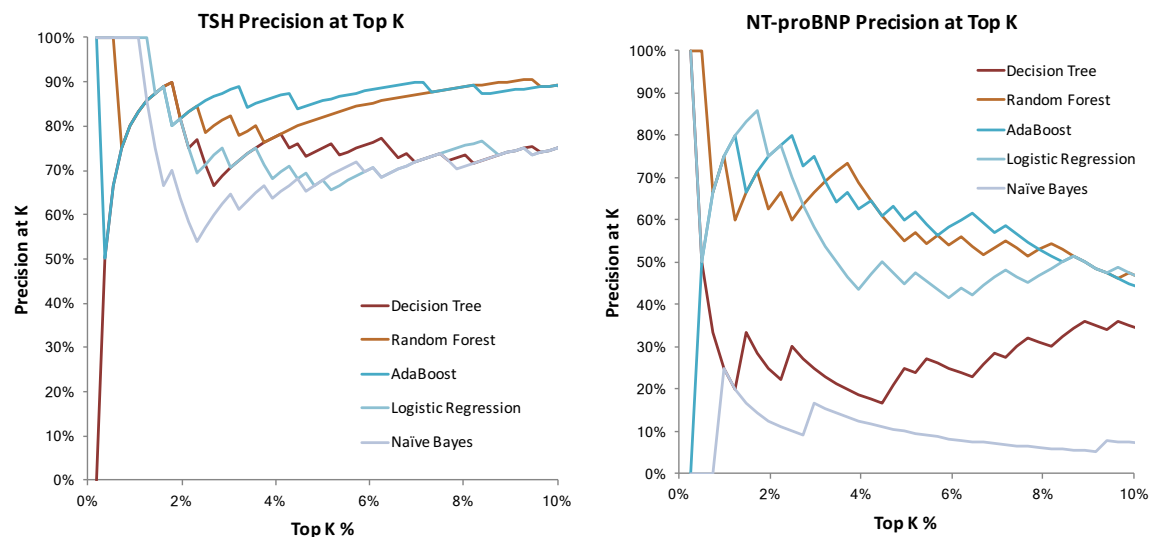 TSH Precision at Top K
100%
90%
80%
70%
60%
50%
40%
30%
20%
10%
0%
Precision at K
Decision Tree
Random Forest
AdaBoost
Logistic Regression
Naïve Bayes
0% 2% 4% 6% 8% 10%
Top K %
NT-proBNP Precision at Top K
100%
90%
80%
70%
60%
50%
40%
30%
20%
10%
0%
Precision at K
Decision Tree
Random Forest
AdaBoost
Logistic Regression
Naïve Bayes
0% 2% 4% 6% 8% 10%
Top K %